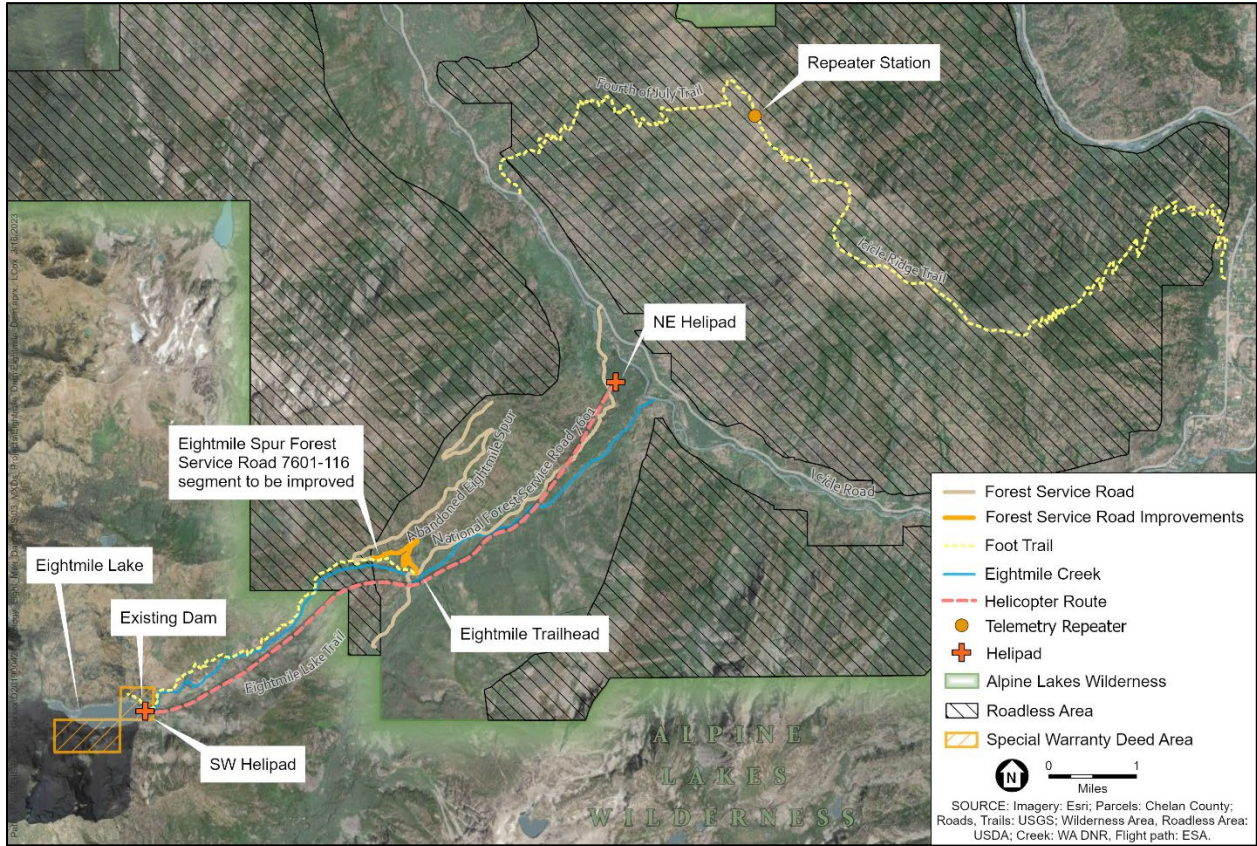 Repeater Station
Fourth of July Trail
Icicle Ridge Trail
NE Helipad
Eightmile Spur Forest
Service Road 7601-116
segment to be improved
Abandoned Eightmile Spur
National Forest Service Road 7601
Icicle Road
Eightmile Lake
Existing Dam
Eightmile Trailhead
Eightmile Lake Trail
SW Helipad
ALPINE
LAKES
WILDERNESS
Forest Service Road
Forest Service Road Improvements
Foot Trail
Eightmile Creek
Helicopter Route
Telemetry Repeater
Helipad
Alpine Lakes Wilderness
Roadless Area
Special Warranty Deed Area
N
0 1
Miles
SOURCE: Imagery: Esri; Parcels: Chelan County;
Roads, Trails: USGS; Wilderness Area, Roadless Area:
USDA; Creek: WA DNR, Flight path: ESA.